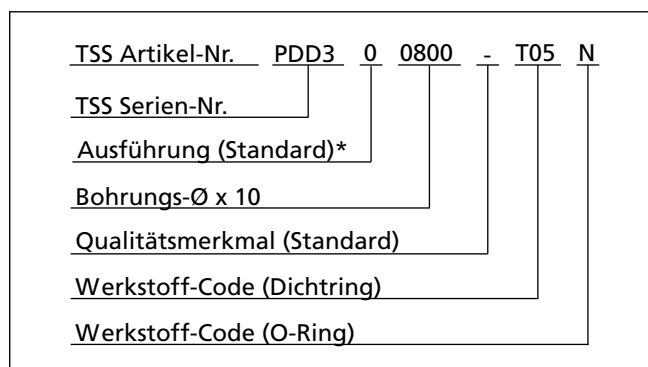 TSS Artikel-Nr. PDD3 0 0800 - T05 N
TSS Serien-Nr.
Ausführung (Standard)*
Bohrungs-Ø x 10
Qualitätsmerkmal (Standard)
Werkstoff-Code (Dichtring)
Werkstoff-Code (O-Ring)